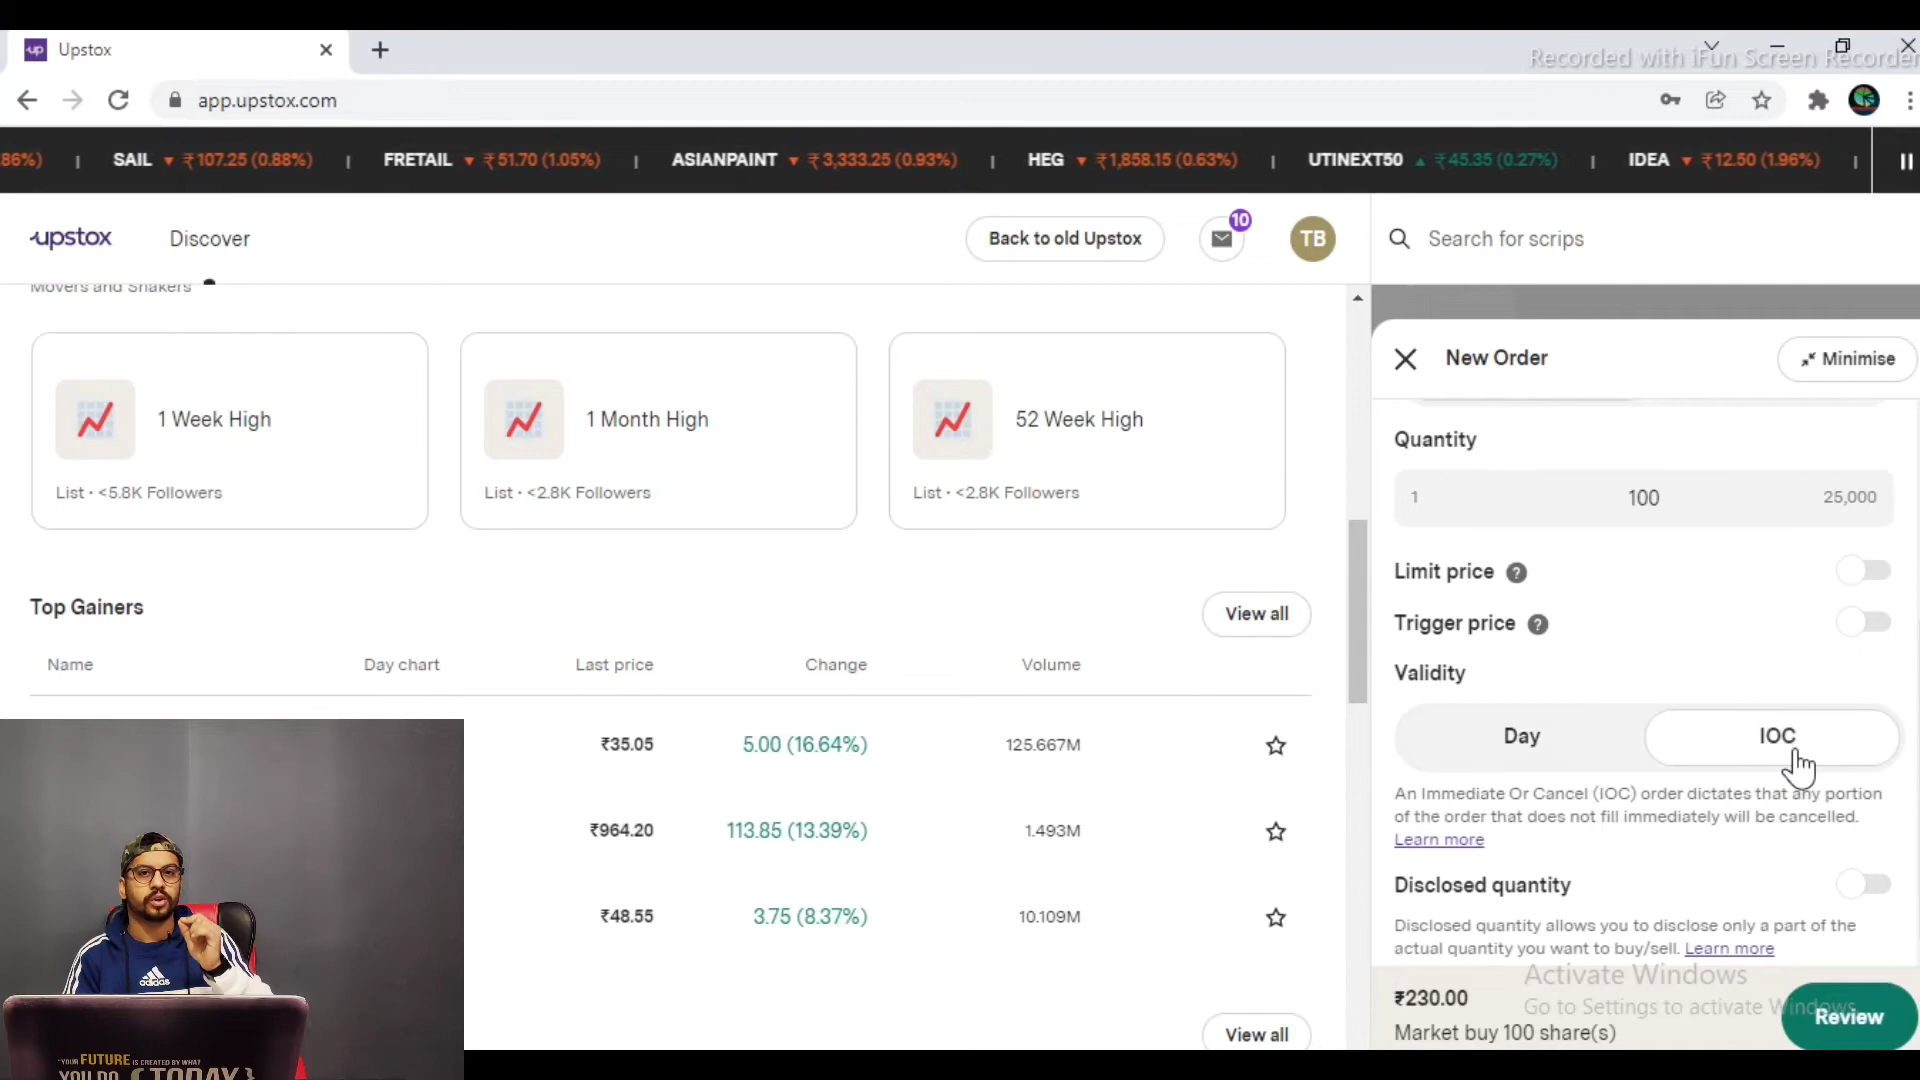 Upstox
Recorded with iFun Screen Recorder
app.upstox.com
86%) | SAIL ▼ ₹107.25 (0.88%) | FRETAIL ▼ ₹51.70 (1.05%) | ASIANPAINT ▼ ₹3,333.25 (0.93%) | HEG ▼ ₹1,858.15 (0.63%) | UTINEXT50 ▲ ₹45.35 (0.27%) | IDEA ▼ ₹12.50 (1.96%) |
upstox
Discover
Back to old Upstox
10
TB
Search for scrips
Movers and Shakers
1 Week High
List • <5.8K Followers
1 Month High
List • <2.8K Followers
52 Week High
List • <2.8K Followers
Top Gainers
View all
Name Day chart Last price Change Volume
₹35.05 5.00 (16.64%) 125.667M
₹964.20 113.85 (13.39%) 1.493M
₹48.55 3.75 (8.37%) 10.109M
View all
New Order
Minimise
Quantity
1 100 25,000
Limit price ?
Trigger price ?
Validity
Day IOC
An Immediate Or Cancel (IOC) order dictates that any portion
of the order that does not fill immediately will be cancelled.
Learn more
Disclosed quantity
Disclosed quantity allows you to disclose only a part of the
actual quantity you want to buy/sell. Learn more
Activate Windows
Go to Settings to activate Windows.
₹230.00
Market buy 100 share(s)
Review
adidas
"YOUR FUTURE IS CREATED BY WHAT
YOU DO { TODAY }